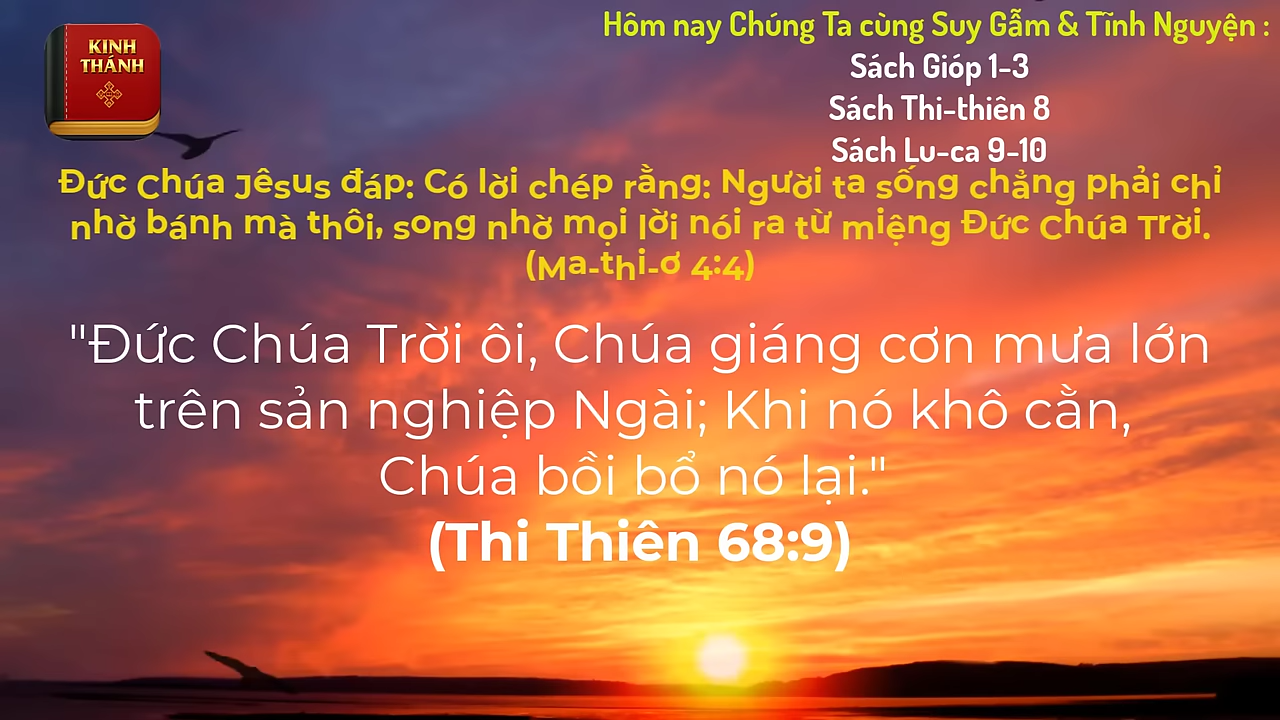 KINH
THÁNH
Hôm nay Chúng Ta cùng Suy Gẫm & Tĩnh Nguyện :
Sách Gióp 1-3
Sách Thi-thiên 8
Sách Lu-ca 9-10
Đức Chúa Jêsus đáp: Có lời chép rằng: Người ta sống chẳng phải chỉ
nhờ bánh mà thôi, song nhờ mọi lời nói ra từ miệng Đức Chúa Trời.
(Ma-thi-ơ 4:4)
"Đức Chúa Trời ôi, Chúa giáng cơn mưa lớn
trên sản nghiệp Ngài; Khi nó khô cằn,
Chúa bồi bổ nó lại."
(Thi Thiên 68:9)